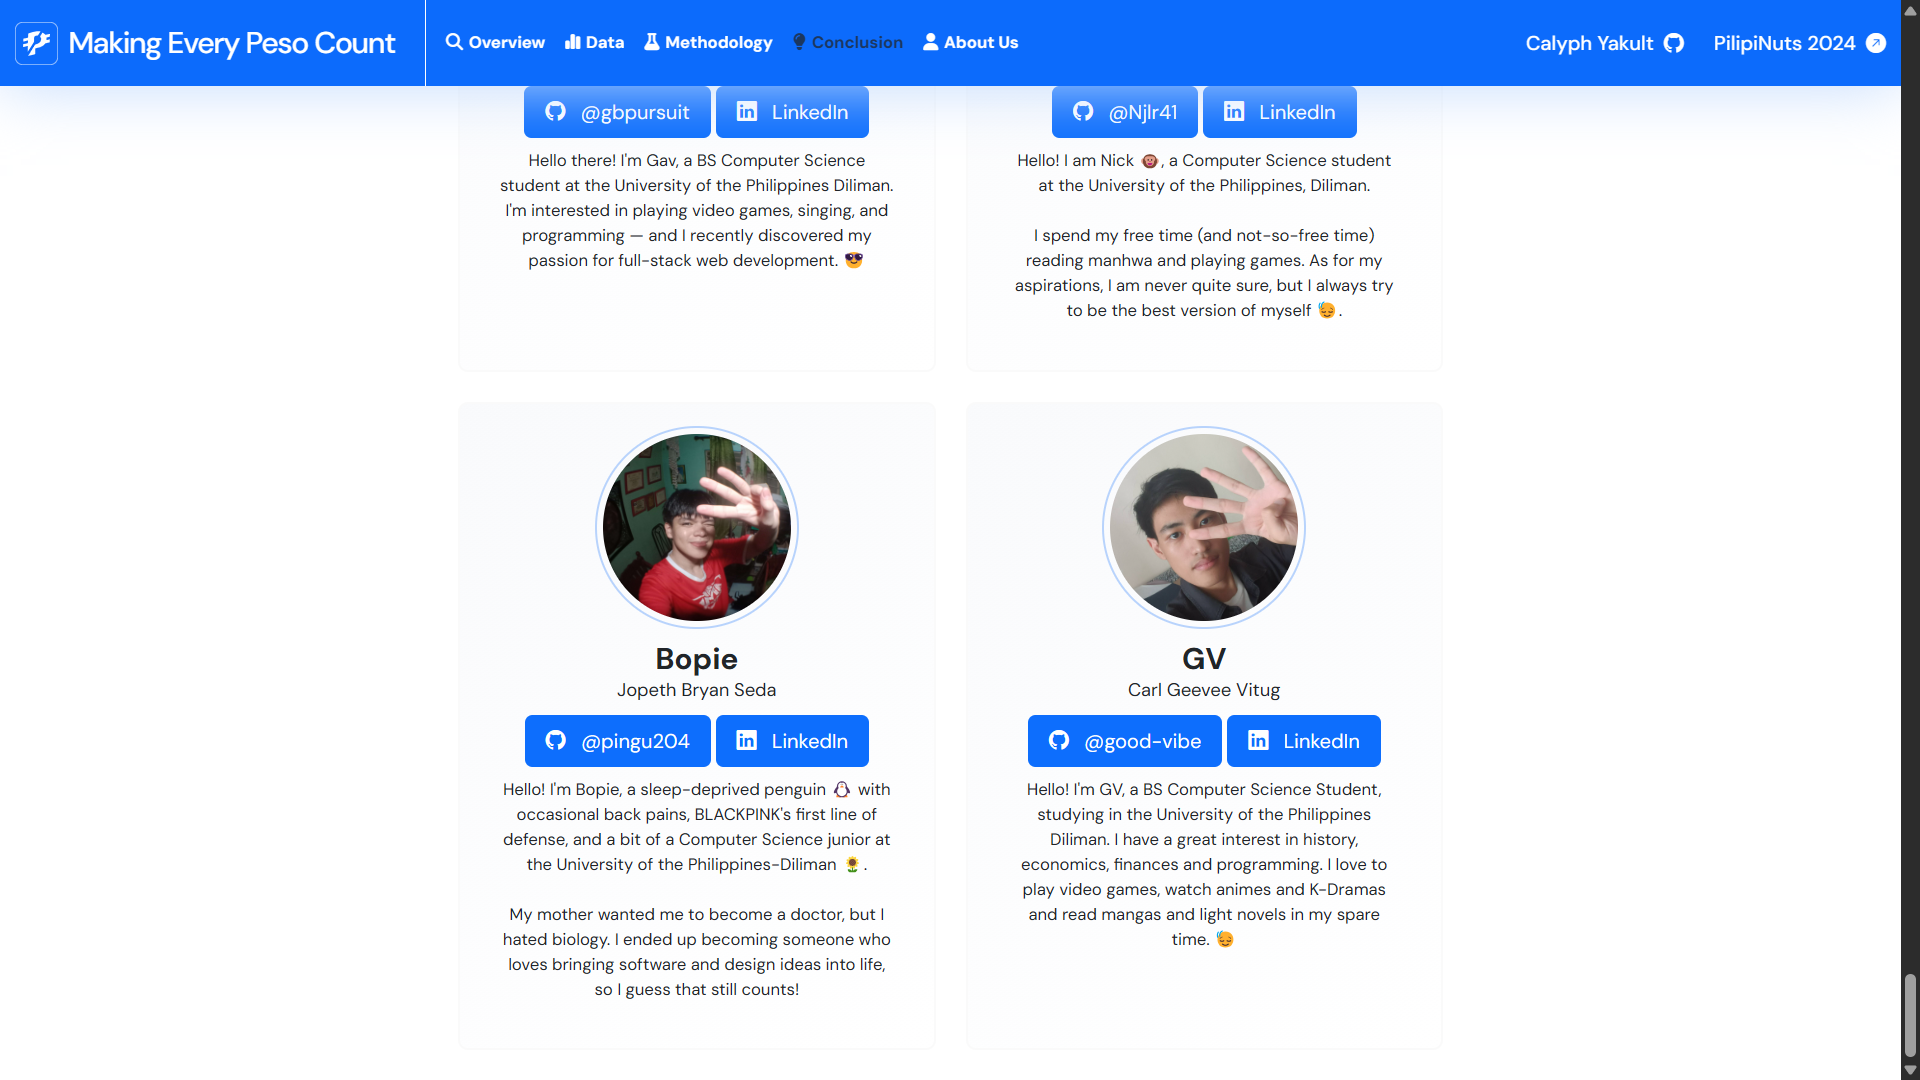 Making Every Peso Count
Overview
Data
Methodology
Conclusion
About Us
Calyph Yakult
PilipiNuts 2024
@gbpursuit
LinkedIn
Hello there! I'm Gav, a BS Computer Science
student at the University of the Philippines Diliman.
I'm interested in playing video games, singing, and
programming — and I recently discovered my
passion for full-stack web development. 😎
@Njlr41
LinkedIn
Hello! I am Nick 🐵, a Computer Science student
at the University of the Philippines, Diliman.
I spend my free time (and not-so-free time)
reading manhwa and playing games. As for my
aspirations, I am never quite sure, but I always try
to be the best version of myself 😓.
Bopie
Jopeth Bryan Seda
@pingu204
LinkedIn
Hello! I'm Bopie, a sleep-deprived penguin 🐧 with
occasional back pains, BLACKPINK's first line of
defense, and a bit of a Computer Science junior at
the University of the Philippines-Diliman 🌻.
My mother wanted me to become a doctor, but I
hated biology. I ended up becoming someone who
loves bringing software and design ideas into life,
so I guess that still counts!
GV
Carl Geevee Vitug
@good-vibe
LinkedIn
Hello! I'm GV, a BS Computer Science Student,
studying in the University of the Philippines
Diliman. I have a great interest in history,
economics, finances and programming. I love to
play video games, watch animes and K-Dramas
and read mangas and light novels in my spare
time. 😓